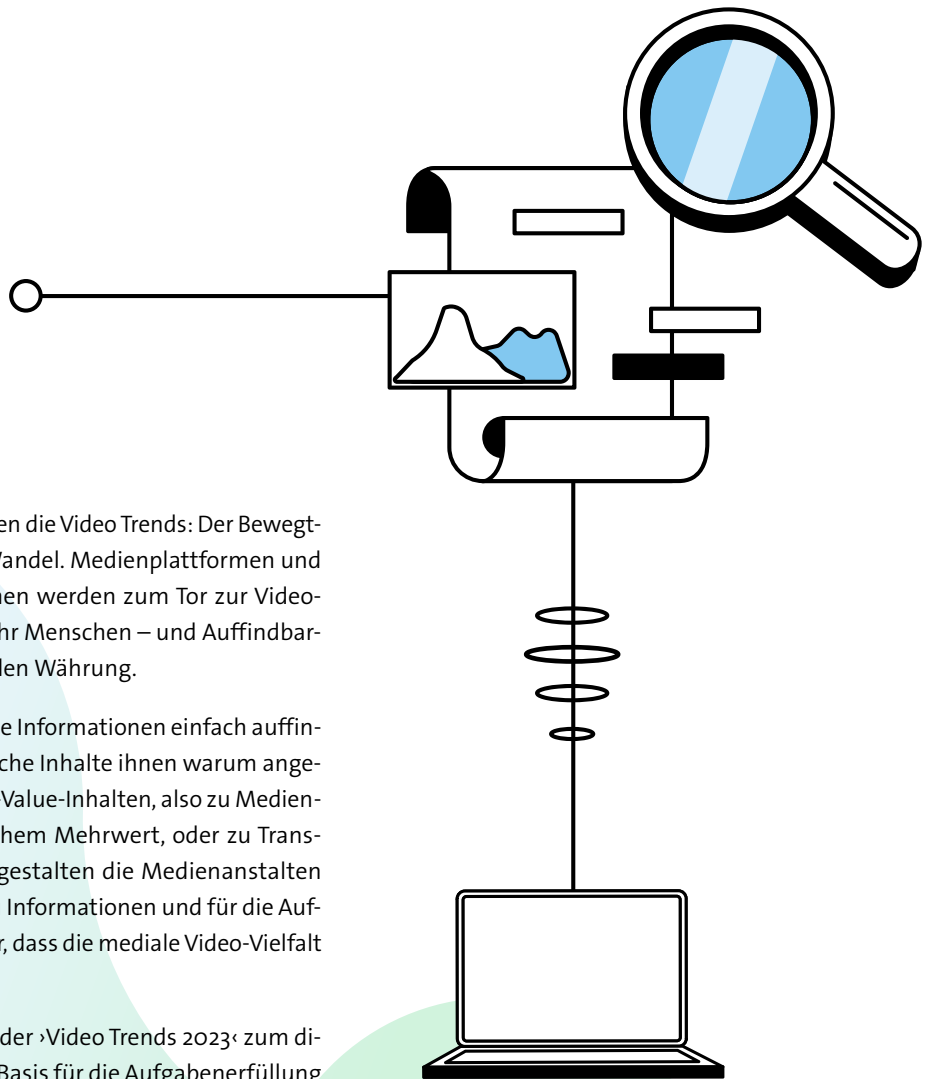 en die Video Trends: Der Bewegt-
Wandel. Medienplattformen und
nen werden zum Tor zur Video-
hr Menschen – und Auffindbar-
den Währung.
e Informationen einfach auffin-
che Inhalte ihnen warum ange-
-Value-Inhalten, also zu Medien-
hem Mehrwert, oder zu Trans-
gestalten die Medienanstalten
Informationen und für die Auf-
r, dass die mediale Video-Vielfalt
der ›Video Trends 2023‹ zum di-
Basis für die Aufgabenerfüllung